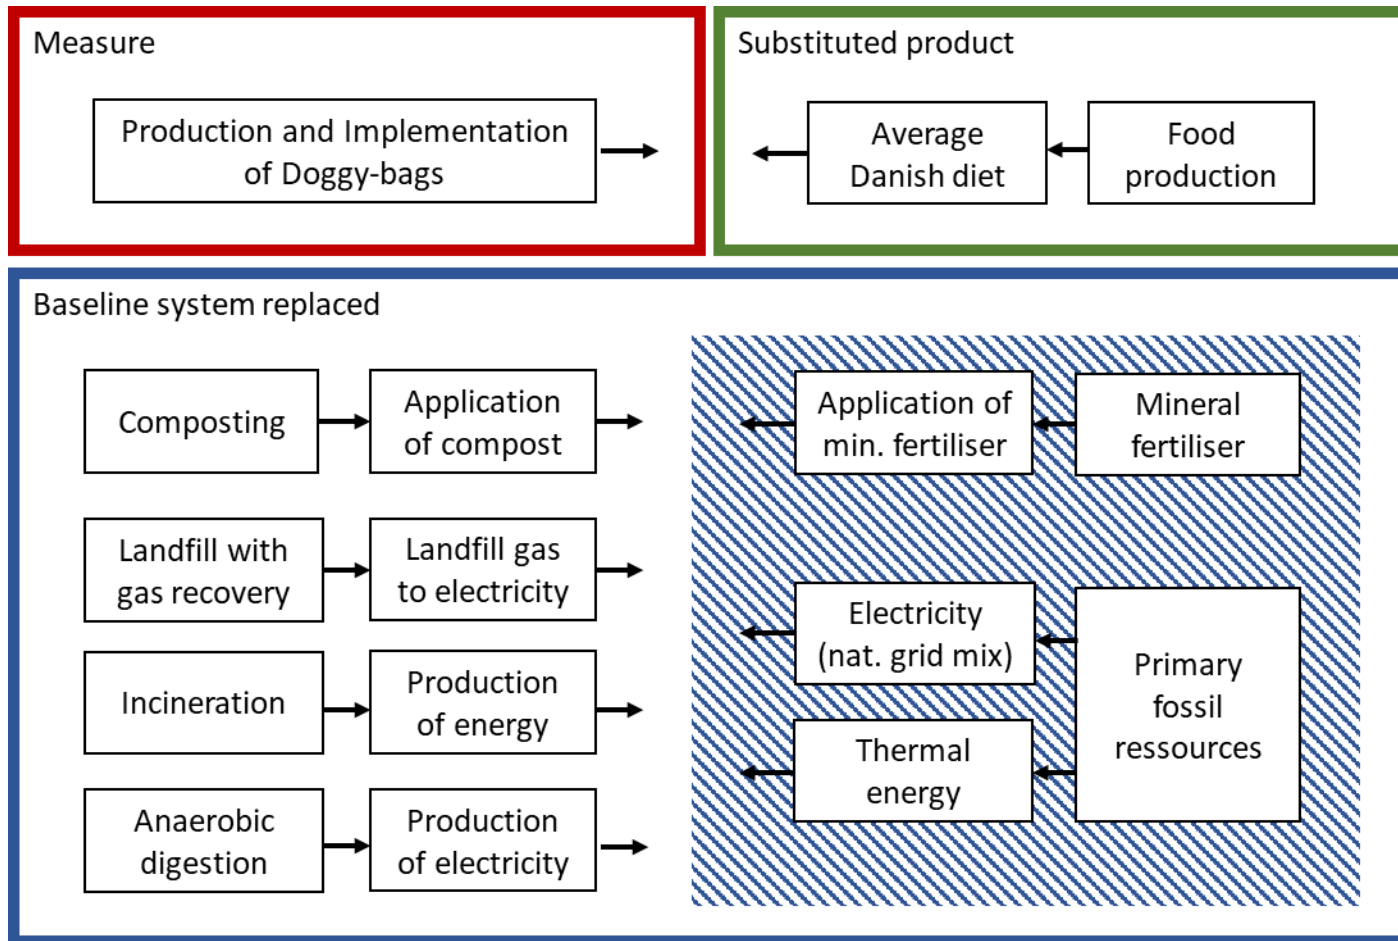 Measure
Production and Implementation
of Doggy-bags
Substituted product
Average
Danish diet
Food
production
Baseline system replaced
Composting
Application
of compost
Application of
min. fertiliser
Mineral
fertiliser
Landfill with
gas recovery
Landfill gas
to electricity
Electricity
(nat. grid mix)
Primary
fossil
ressources
Incineration
Production
of energy
Thermal
energy
Anaerobic
digestion
Production
of electricity